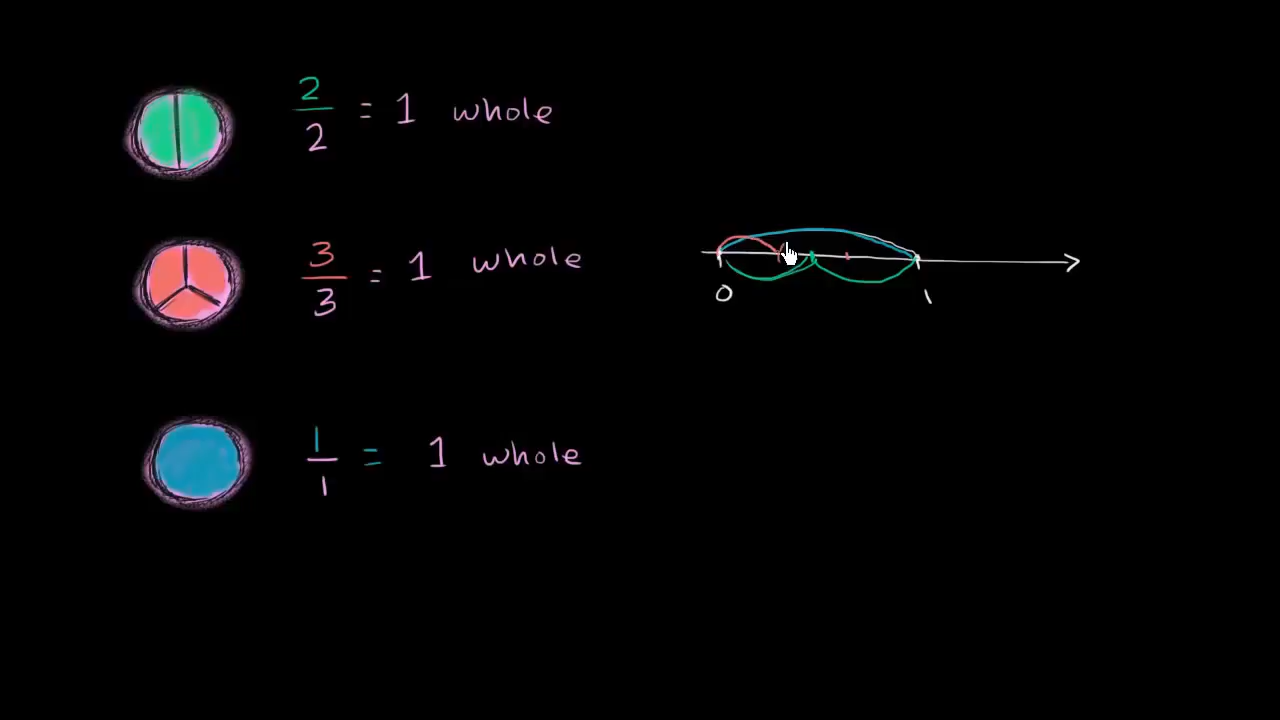 2/2 = 1 whole
3/3 = 1 whole
0 1
1/1 = 1 whole